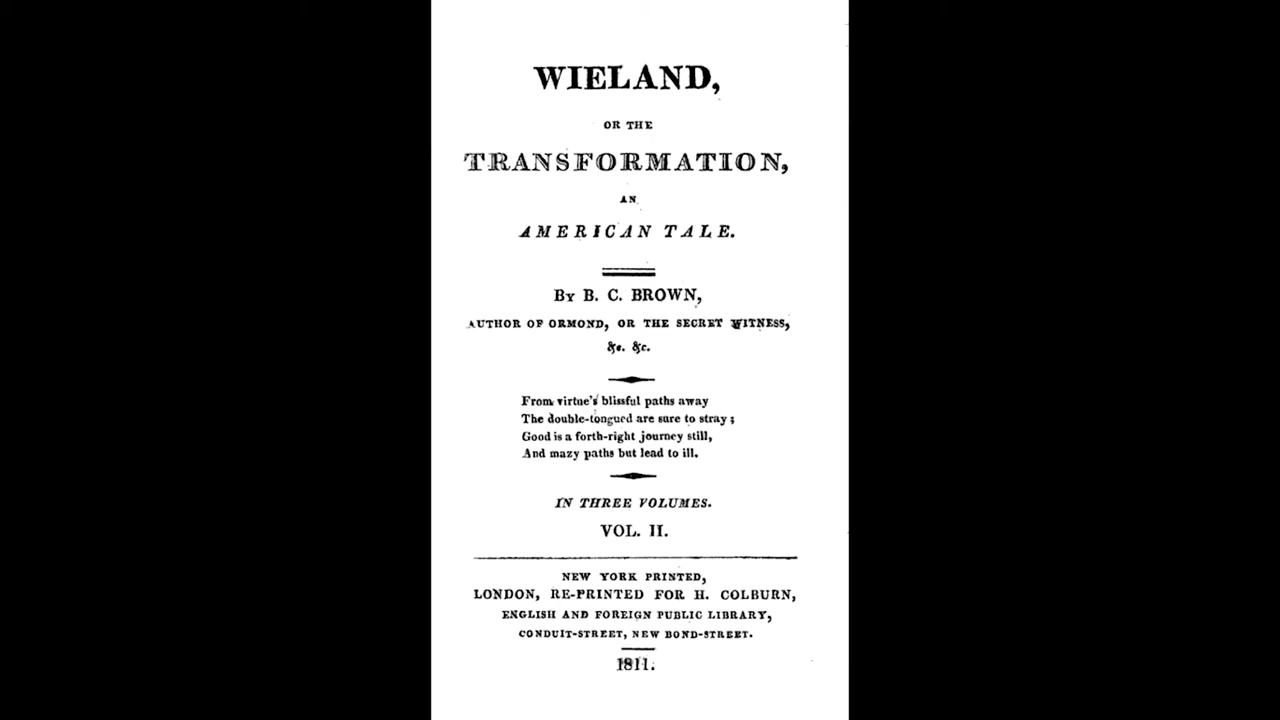 WIELAND,
OR THE
TRANSFORMATION,
AN
AMERICAN TALE.
By B. C. BROWN,
AUTHOR OF ORMOND, OR THE SECRET WITNESS,
&c. &c.
From virtue's blissful paths away
The double-tongued are sure to stray;
Good is a forth-right journey still,
And mazy paths but lead to ill.
IN THREE VOLUMES.
VOL. II.
NEW YORK PRINTED,
LONDON, RE-PRINTED FOR H. COLBURN,
ENGLISH AND FOREIGN PUBLIC LIBRARY,
CONDUIT-STREET, NEW BOND-STREET.
1811.